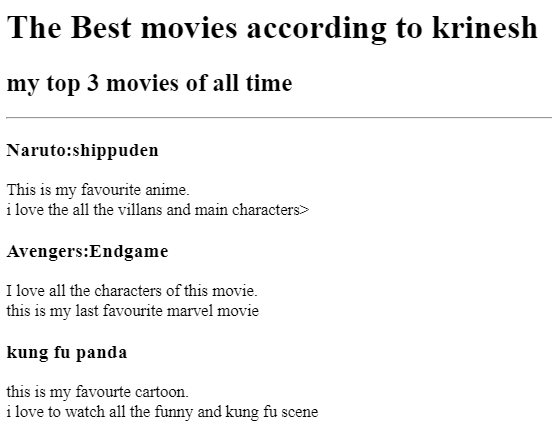 The Best movies according to krinesh
my top 3 movies of all time
Naruto:shippuden
This is my favourite anime.
i love the all the villans and main characters>
Avengers:Endgame
I love all the characters of this movie.
this is my last favourite marvel movie
kung fu panda
this is my favourte cartoon.
i love to watch all the funny and kung fu scene